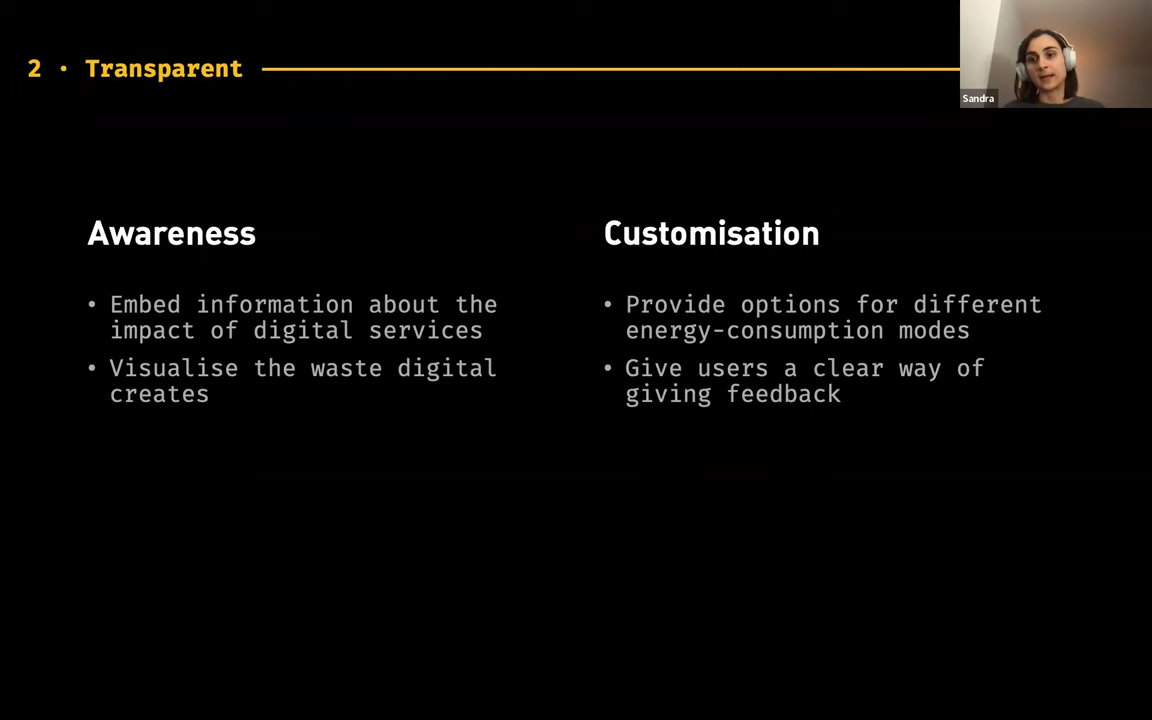 2 · Transparent
Sandra
Awareness
• Embed information about the
impact of digital services
• Visualise the waste digital
creates
Customisation
• Provide options for different
energy-consumption modes
• Give users a clear way of
giving feedback